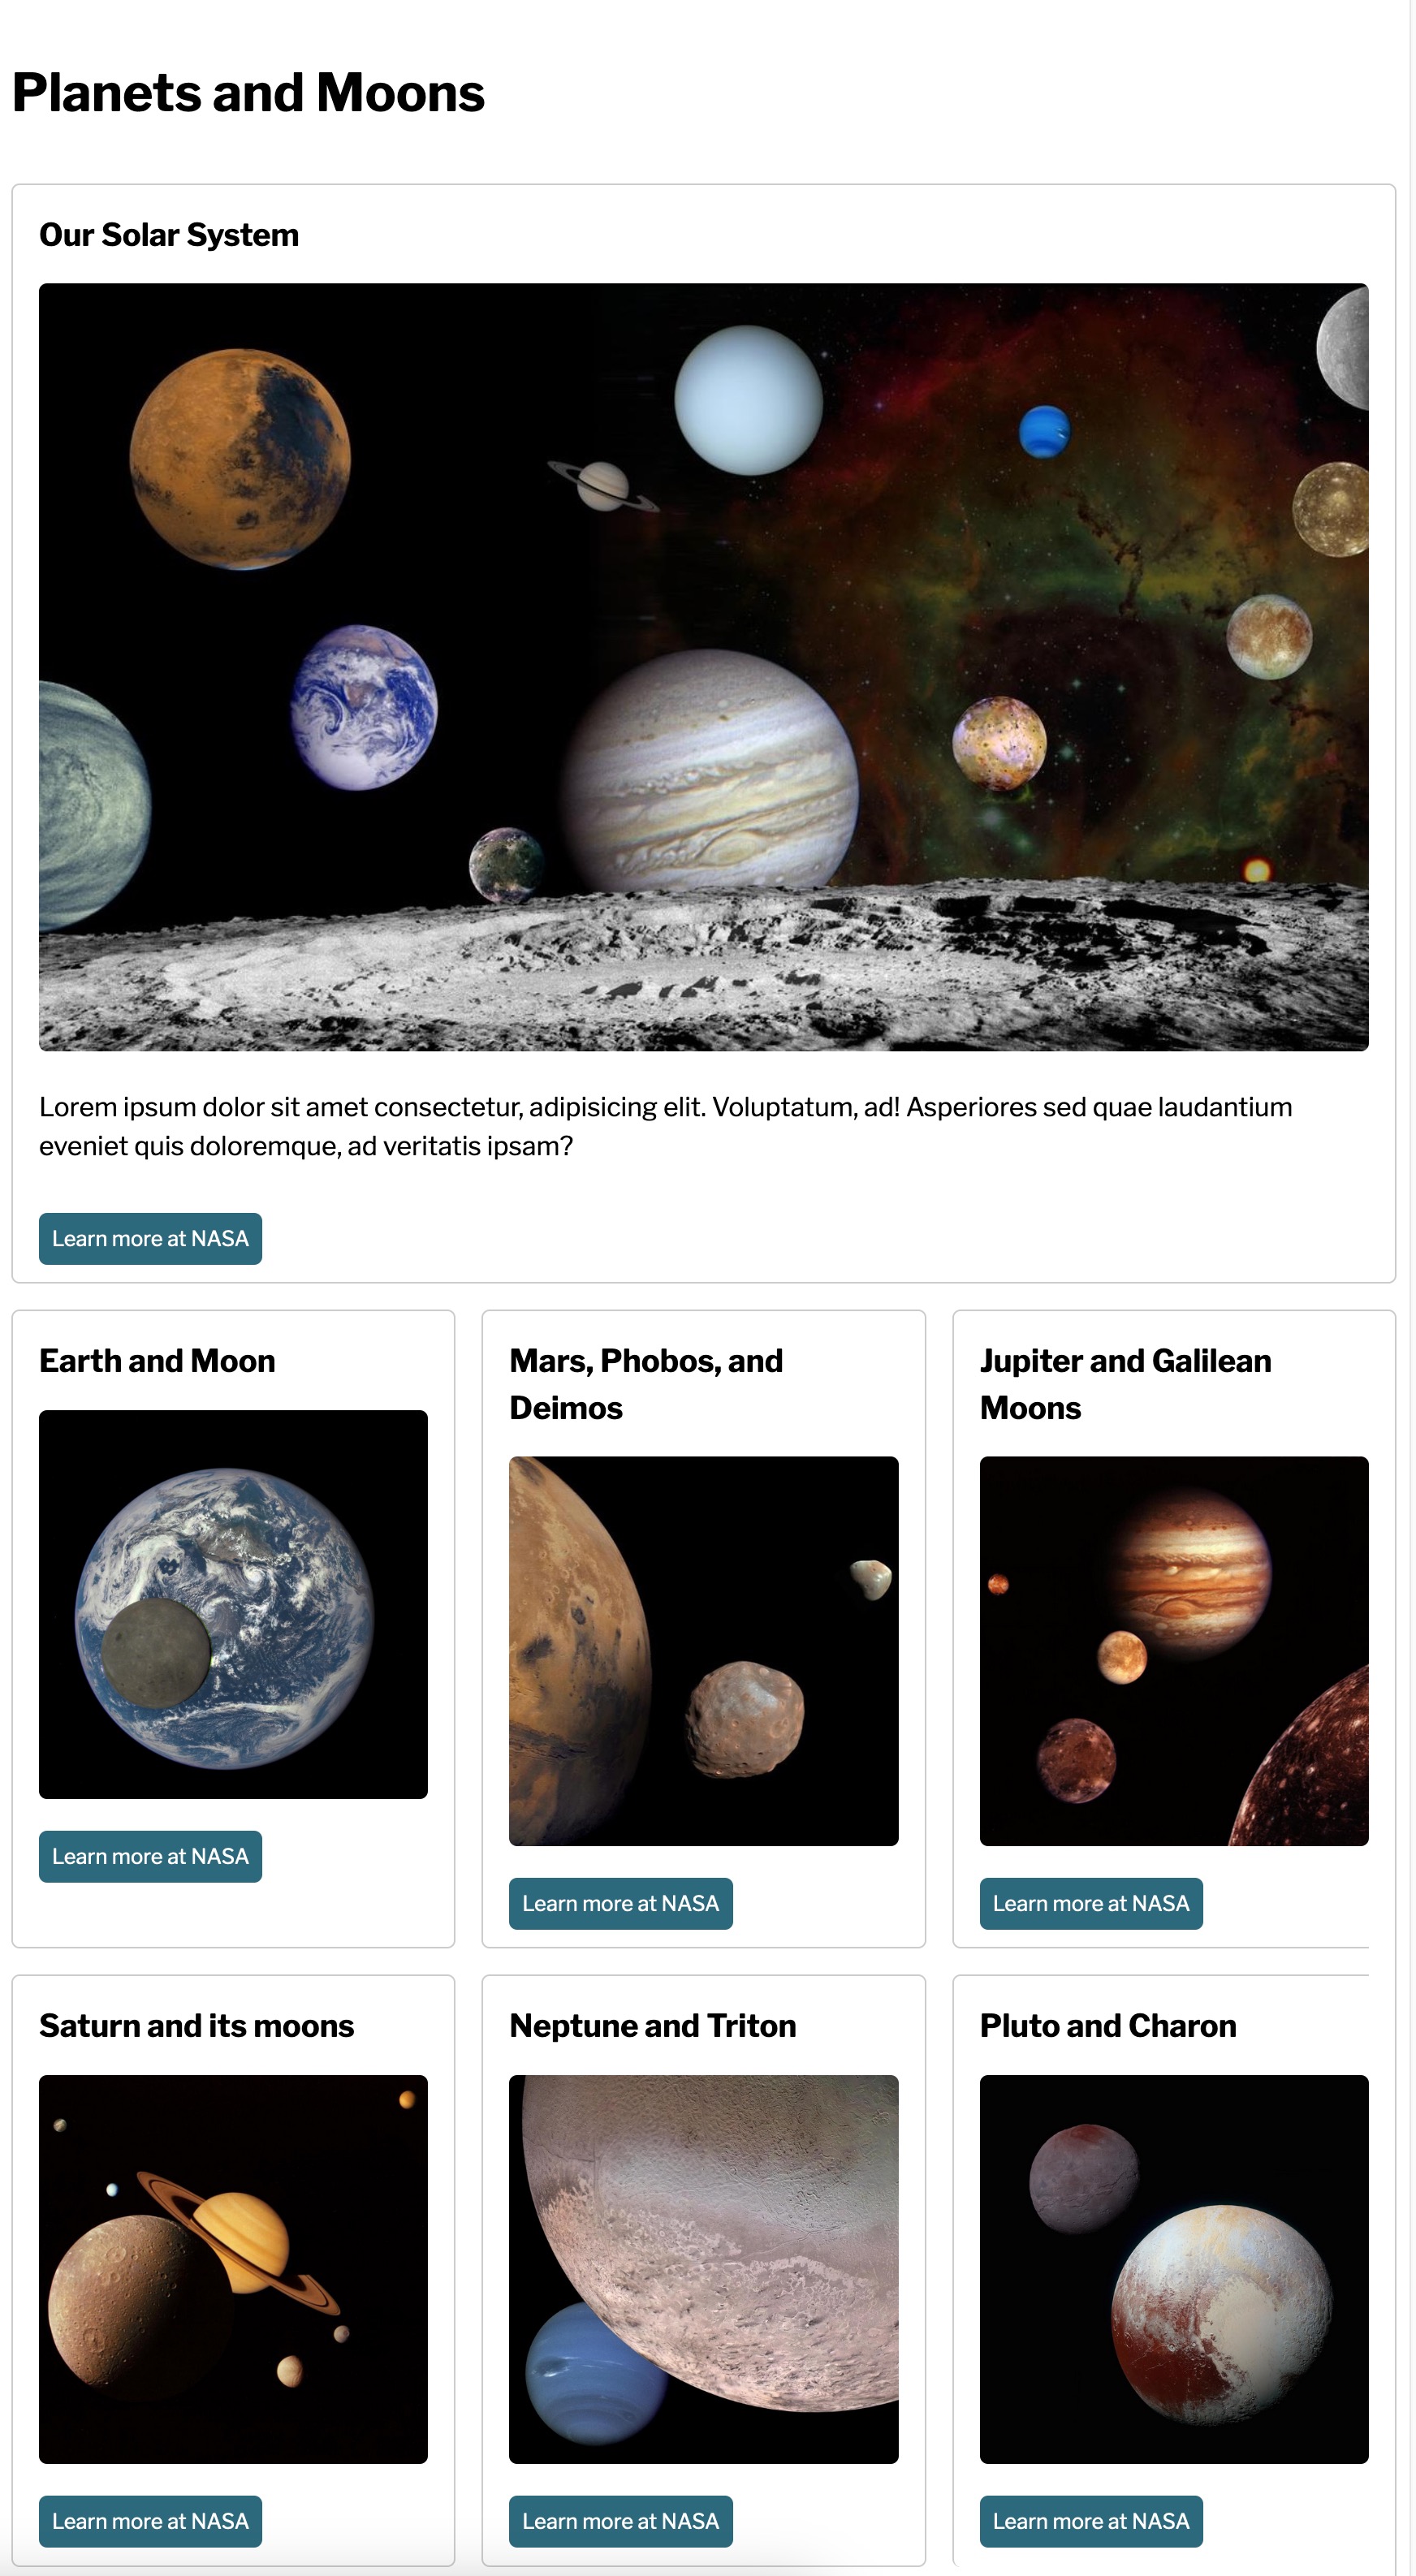 Planets and Moons
Our Solar System
Lorem ipsum dolor sit amet consectetur, adipisicing elit. Voluptatum, ad! Asperiores sed quae laudantium
eveniet quis doloremque, ad veritatis ipsam?
Learn more at NASA
Earth and Moon
Learn more at NASA
Mars, Phobos, and
Deimos
Learn more at NASA
Jupiter and Galilean
Moons
Learn more at NASA
Saturn and its moons
Learn more at NASA
Neptune and Triton
Learn more at NASA
Pluto and Charon
Learn more at NASA